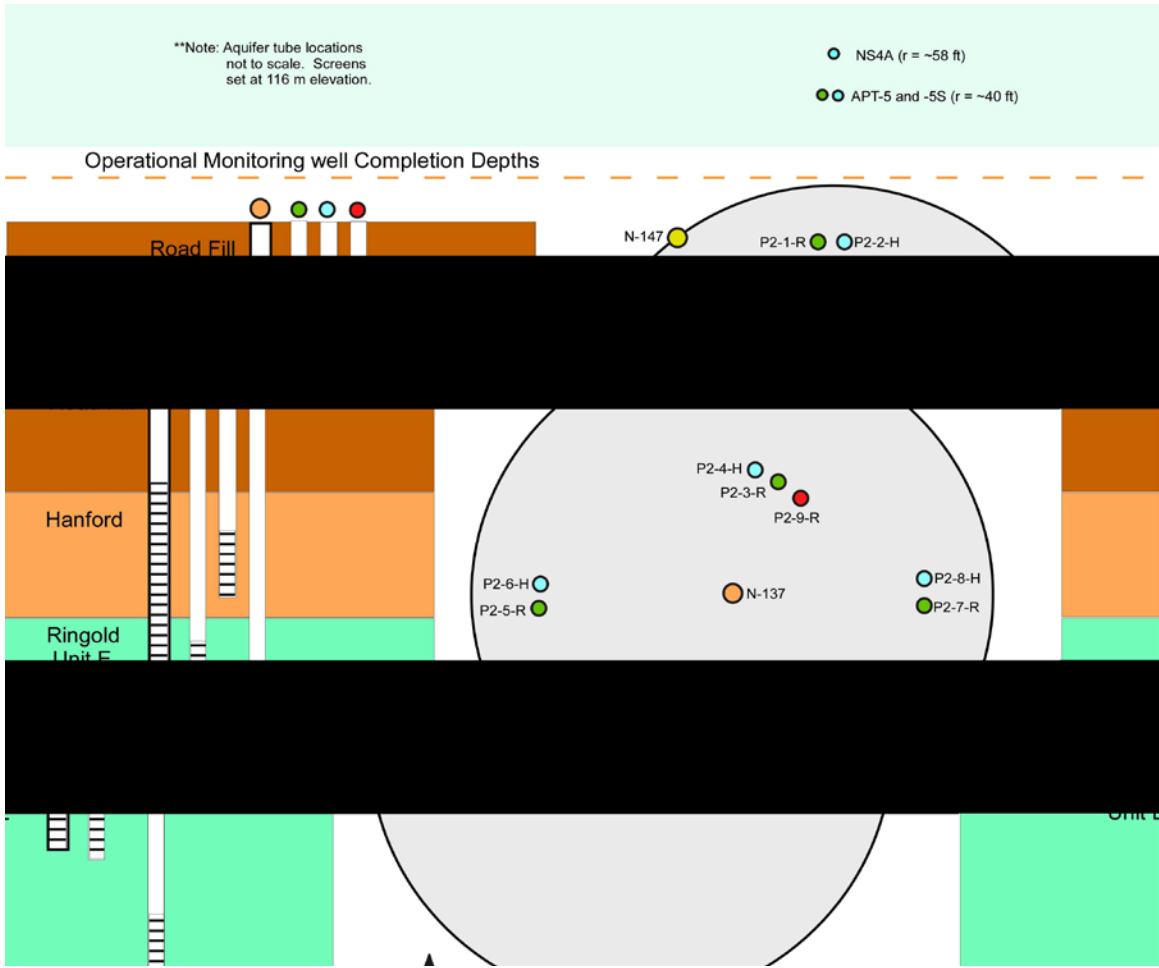 **Note: Aquifer tube locations
not to scale. Screens
set at 116 m elevation.
NS4A (r = ~58 ft)
APT-5 and -5S (r = ~40 ft)
Operational Monitoring well Completion Depths
Road Fill
N-147
P2-1-R
P2-2-H
P2-4-H
P2-3-R
P2-9-R
Hanford
P2-6-H
P2-5-R
N-137
P2-8-H
P2-7-R
Ringold
Unit E